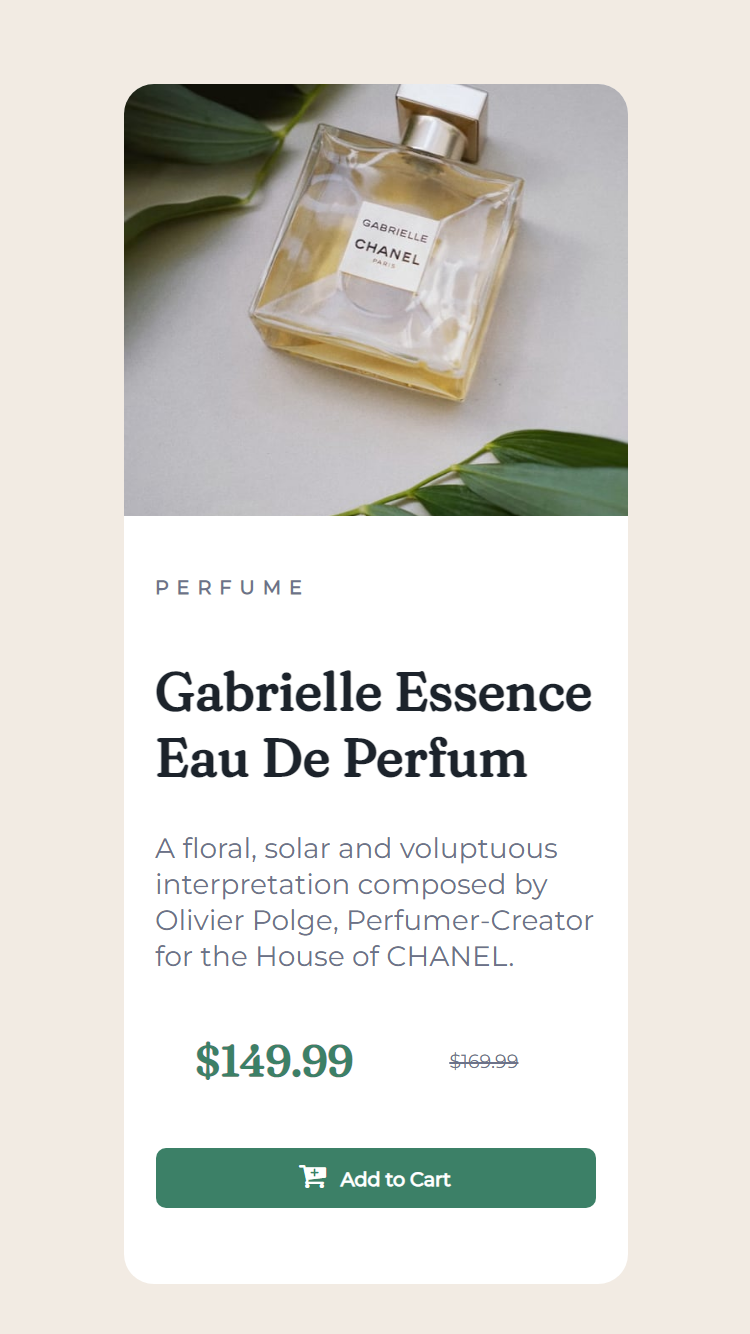 GABRIELLE
CHANEL
PARIS
PERFUME
Gabrielle Essence
Eau De Perfum
A floral, solar and voluptuous
interpretation composed by
Olivier Polge, Perfumer-Creator
for the House of CHANEL.
$149.99 $169.99
Add to Cart